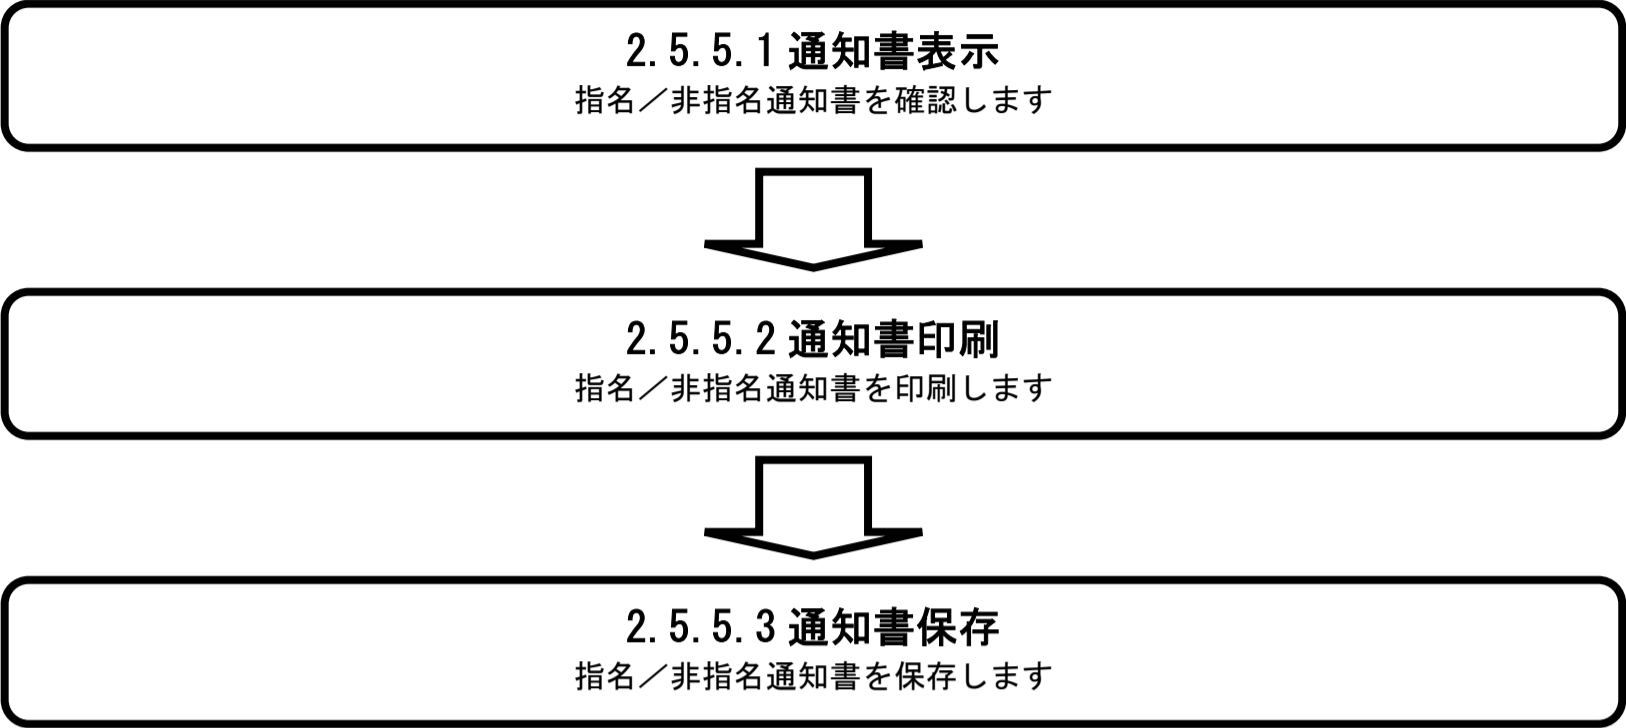 2.5.5.1 通知書表示
指名／非指名通知書を確認します
2.5.5.2 通知書印刷
指名／非指名通知書を印刷します
2.5.5.3 通知書保存
指名／非指名通知書を保存します